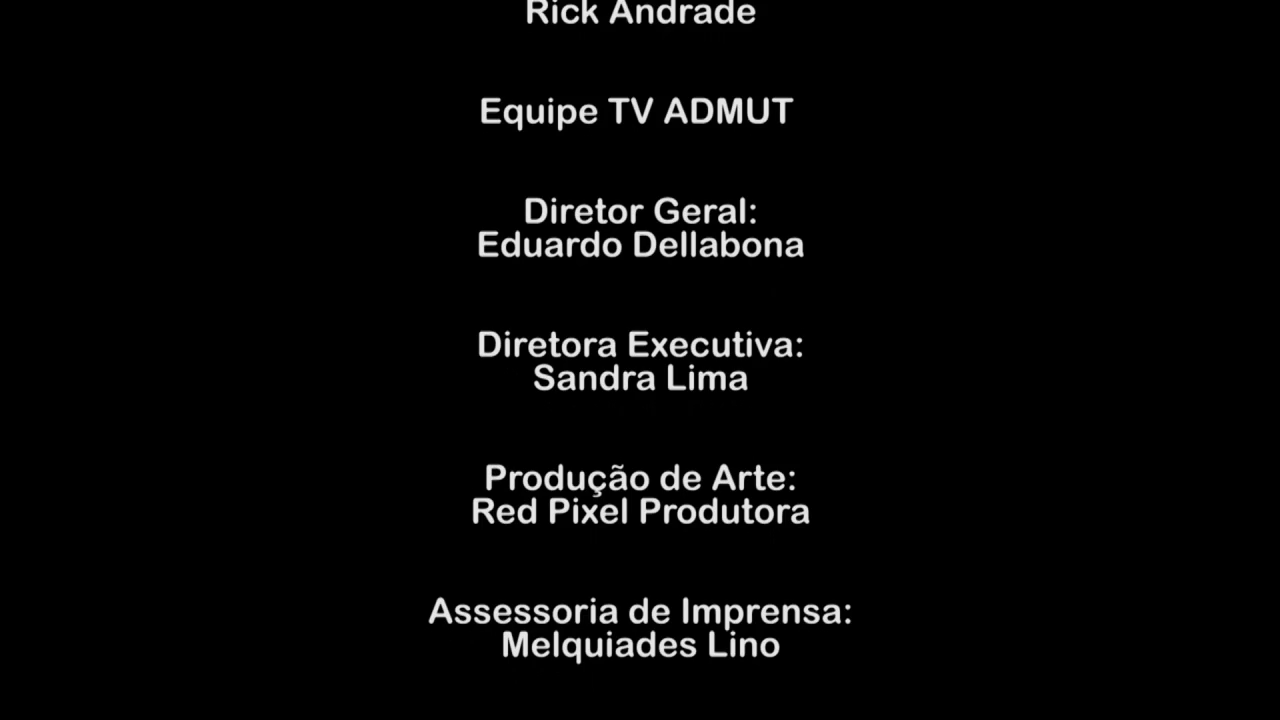 Rick Andrade
Equipe TV ADMUT
Diretor Geral:
Eduardo Dellabona
Diretora Executiva:
Sandra Lima
Produção de Arte:
Red Pixel Produtora
Assessoria de Imprensa:
Melquiades Lino